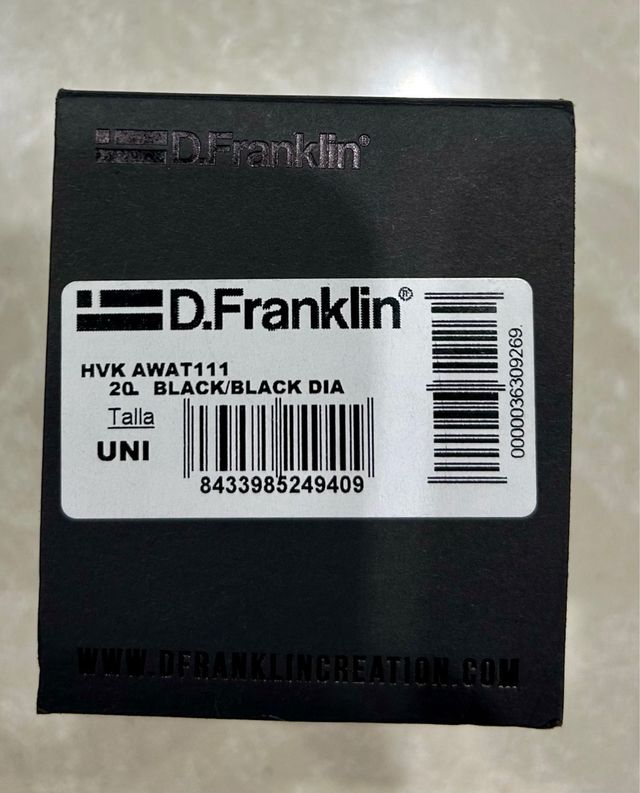 D.Franklin®
D.Franklin®
HVK AWAT111
20. BLACK/BLACK DIA
Talla
UNI
8433985249409
0000036309269.
WWW.DFRANKLINCREATION.COM